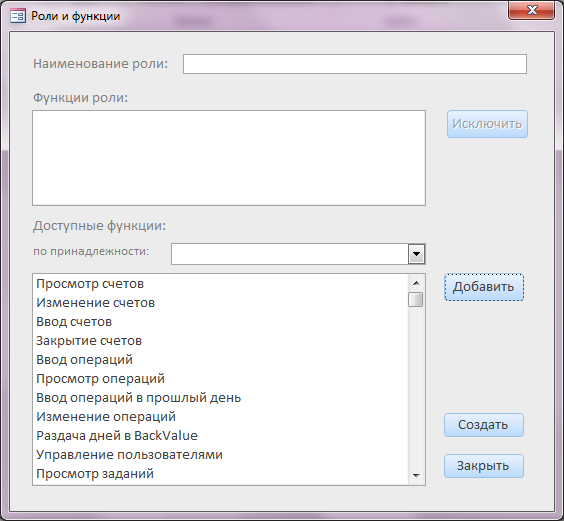 Роли и функции
Наименование роли:
Функции роли:
Исключить
Доступные функции:
по принадлежности:
Просмотр счетов
Добавить
Изменение счетов
Ввод счетов
Закрытие счетов
Ввод операций
Просмотр операций
Ввод операций в прошлый день
Изменение операций
Создать
Раздача дней в BackValue
Управление пользователями
Закрыть
Просмотр заданий